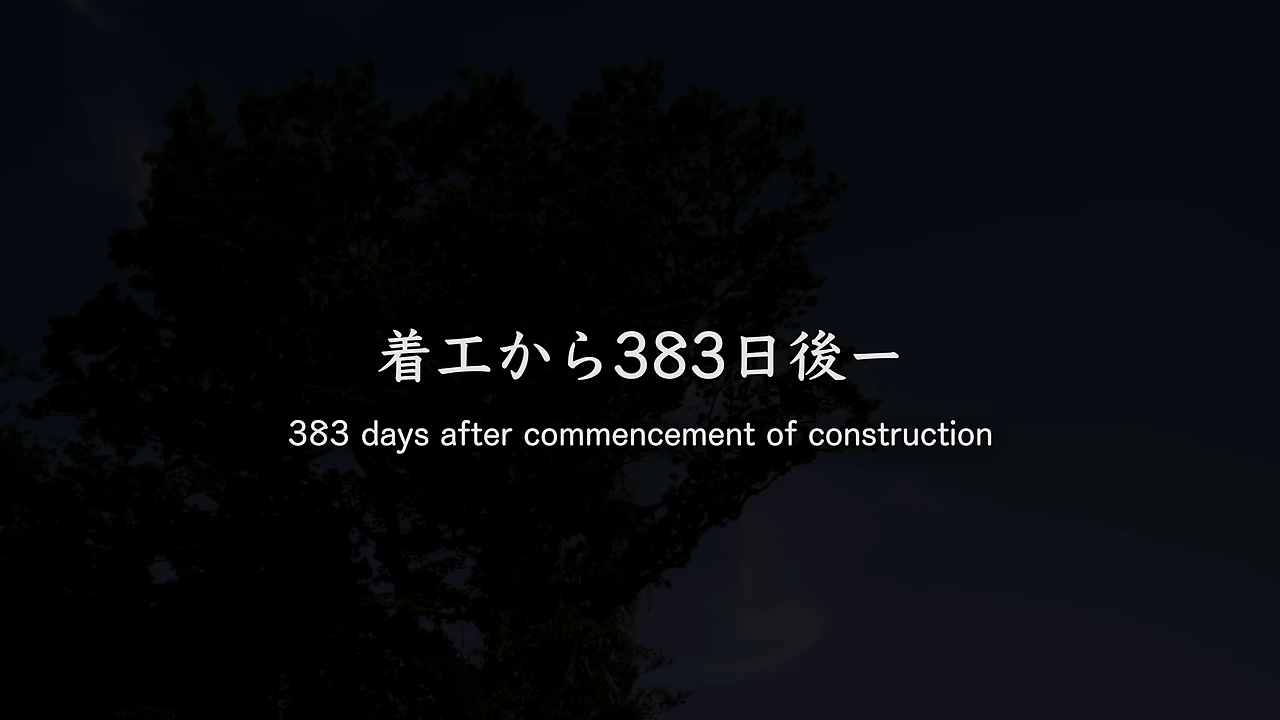 着工から383日後ー
383 days after commencement of construction